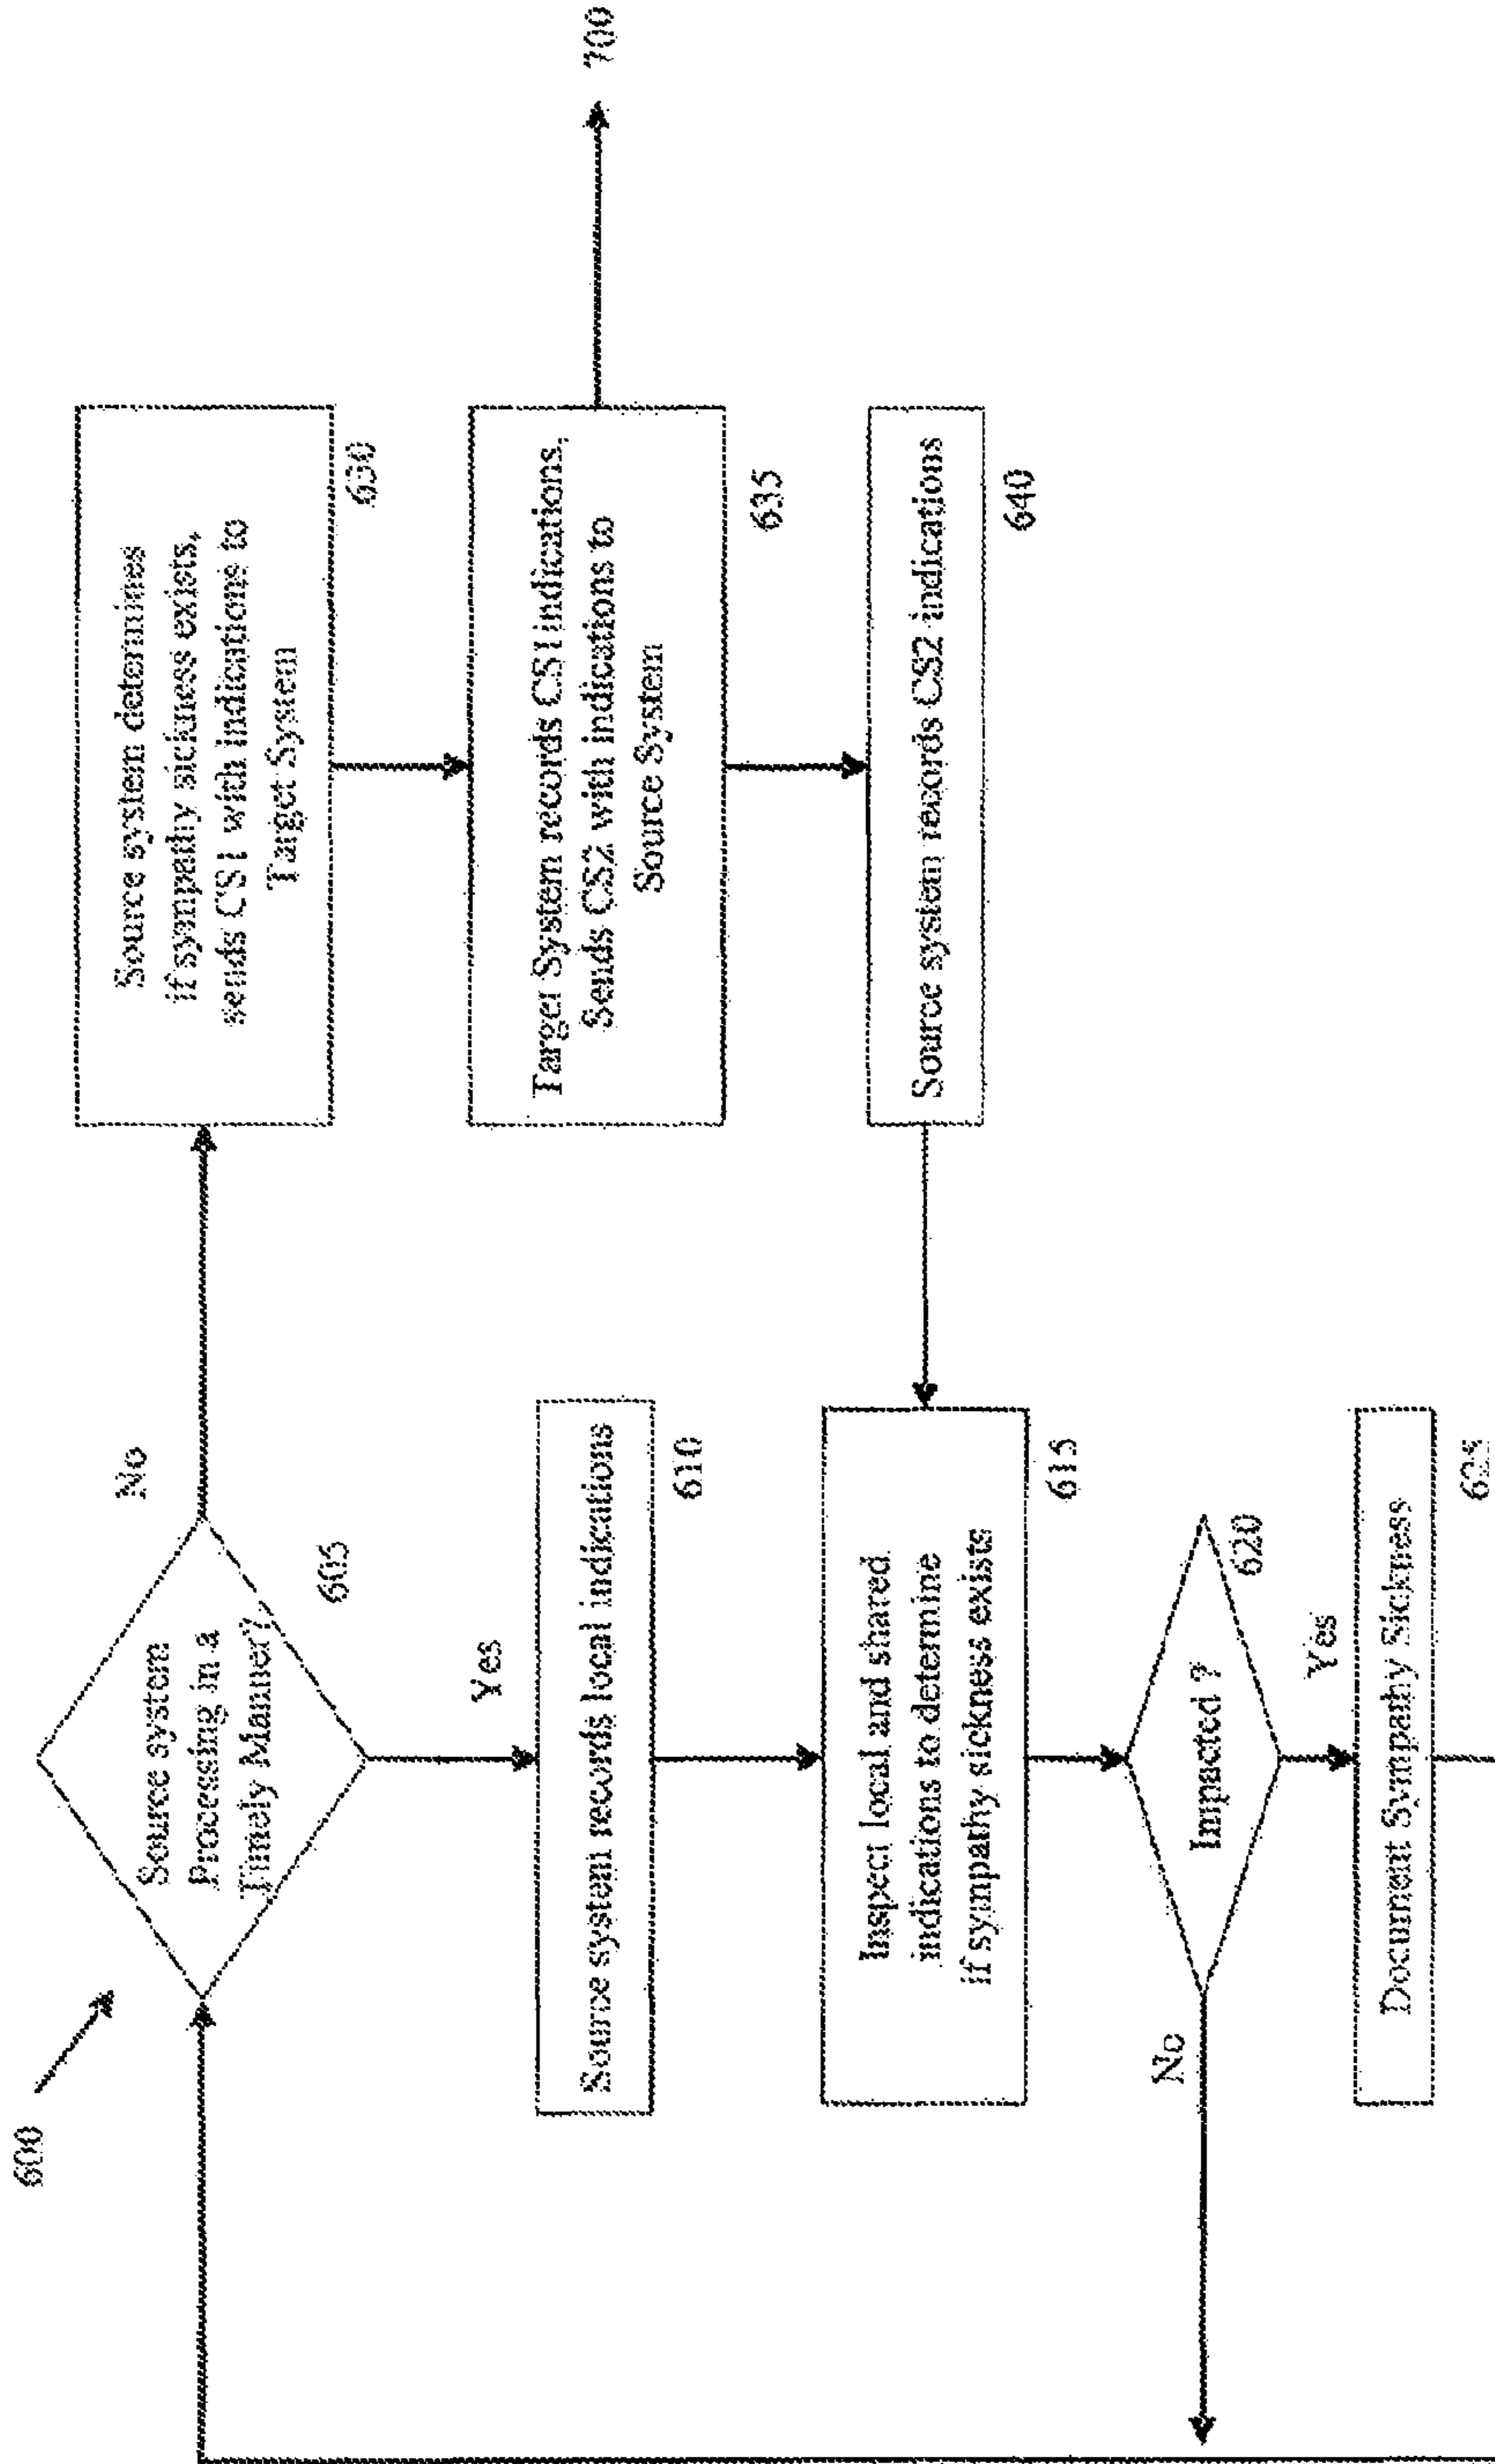 600
Source system
Processing in a
Timely Manner?
605
No
Yes
Source system records local indications
610
Inspect local and shared
indications to determine
if sympathy sickness exists
615
Impacted ?
620
No
Yes
Document Sympathy Sickness
625
Source system determines
if sympathy sickness exists,
sends CS1 with indications to
Target System
630
Target System records CS1 indications,
Sends CS2 with indications to
Source System
635
700
Source system records CS2 indications
640